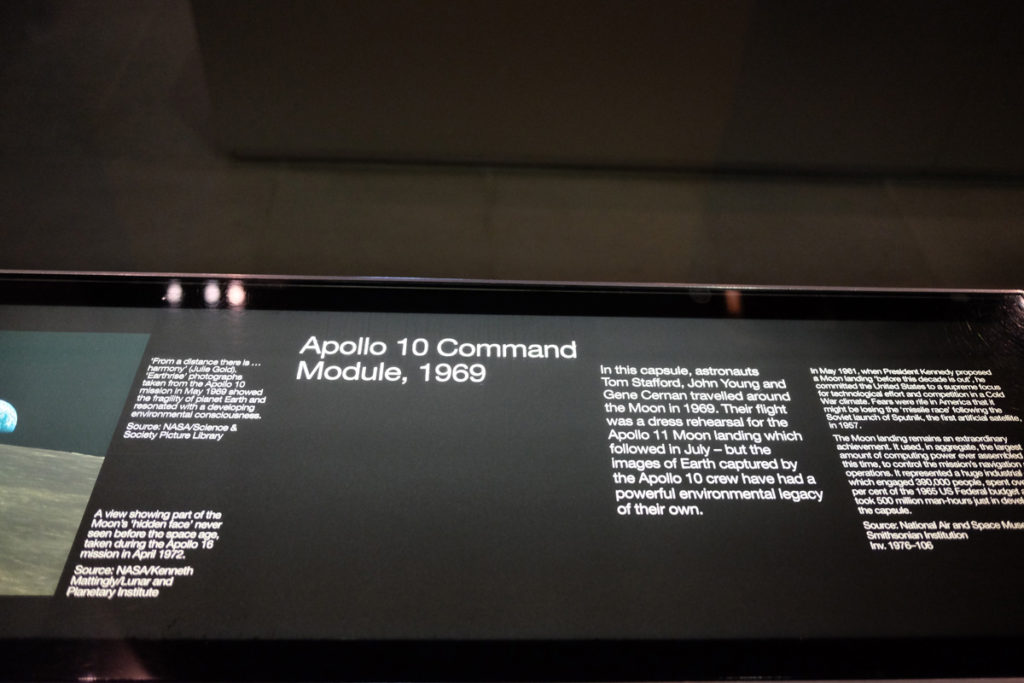 'From a distance there is ...
harmony' (Julie Gold).
'Earthrise' photographs
taken from the Apollo 10
mission in May 1969 showed
the fragility of planet Earth and
resonated with a developing
environmental consciousness.
Source: NASA/Science &
Society Picture Library
A view showing part of the
Moon's 'hidden face' never
seen before the space age,
taken during the Apollo 16
mission in April 1972.
Source: NASA/Kenneth
Mattingly/Lunar and
Planetary Institute
Apollo 10 Command
Module, 1969
In this capsule, astronauts
Tom Stafford, John Young and
Gene Cernan travelled around
the Moon in 1969. Their flight
was a dress rehearsal for the
Apollo 11 Moon landing which
followed in July – but the
images of Earth captured by
the Apollo 10 crew have had a
powerful environmental legacy
of their own.
In May 1961, when President Kennedy proposed
a Moon landing 'before this decade is out', he
committed the United States to a supreme focus
for technological effort and competition in a Cold
War climate. Fears were rife in America that it
might be losing the 'missile race' following the
Soviet launch of Sputnik, the first artificial satellite,
in 1957.
The Moon landing remains an extraordinary
achievement. It used, in aggregate, the largest
amount of computing power ever assembled
this time, to control the mission's navigation
operations. It represented a huge industrial
which engaged 390,000 people, spent
per cent of the 1965 US Federal budget
took 500 million man-hours just in
the capsule.
Source: National Air and Space
Smithsonian Institution
Inv. 1976–106